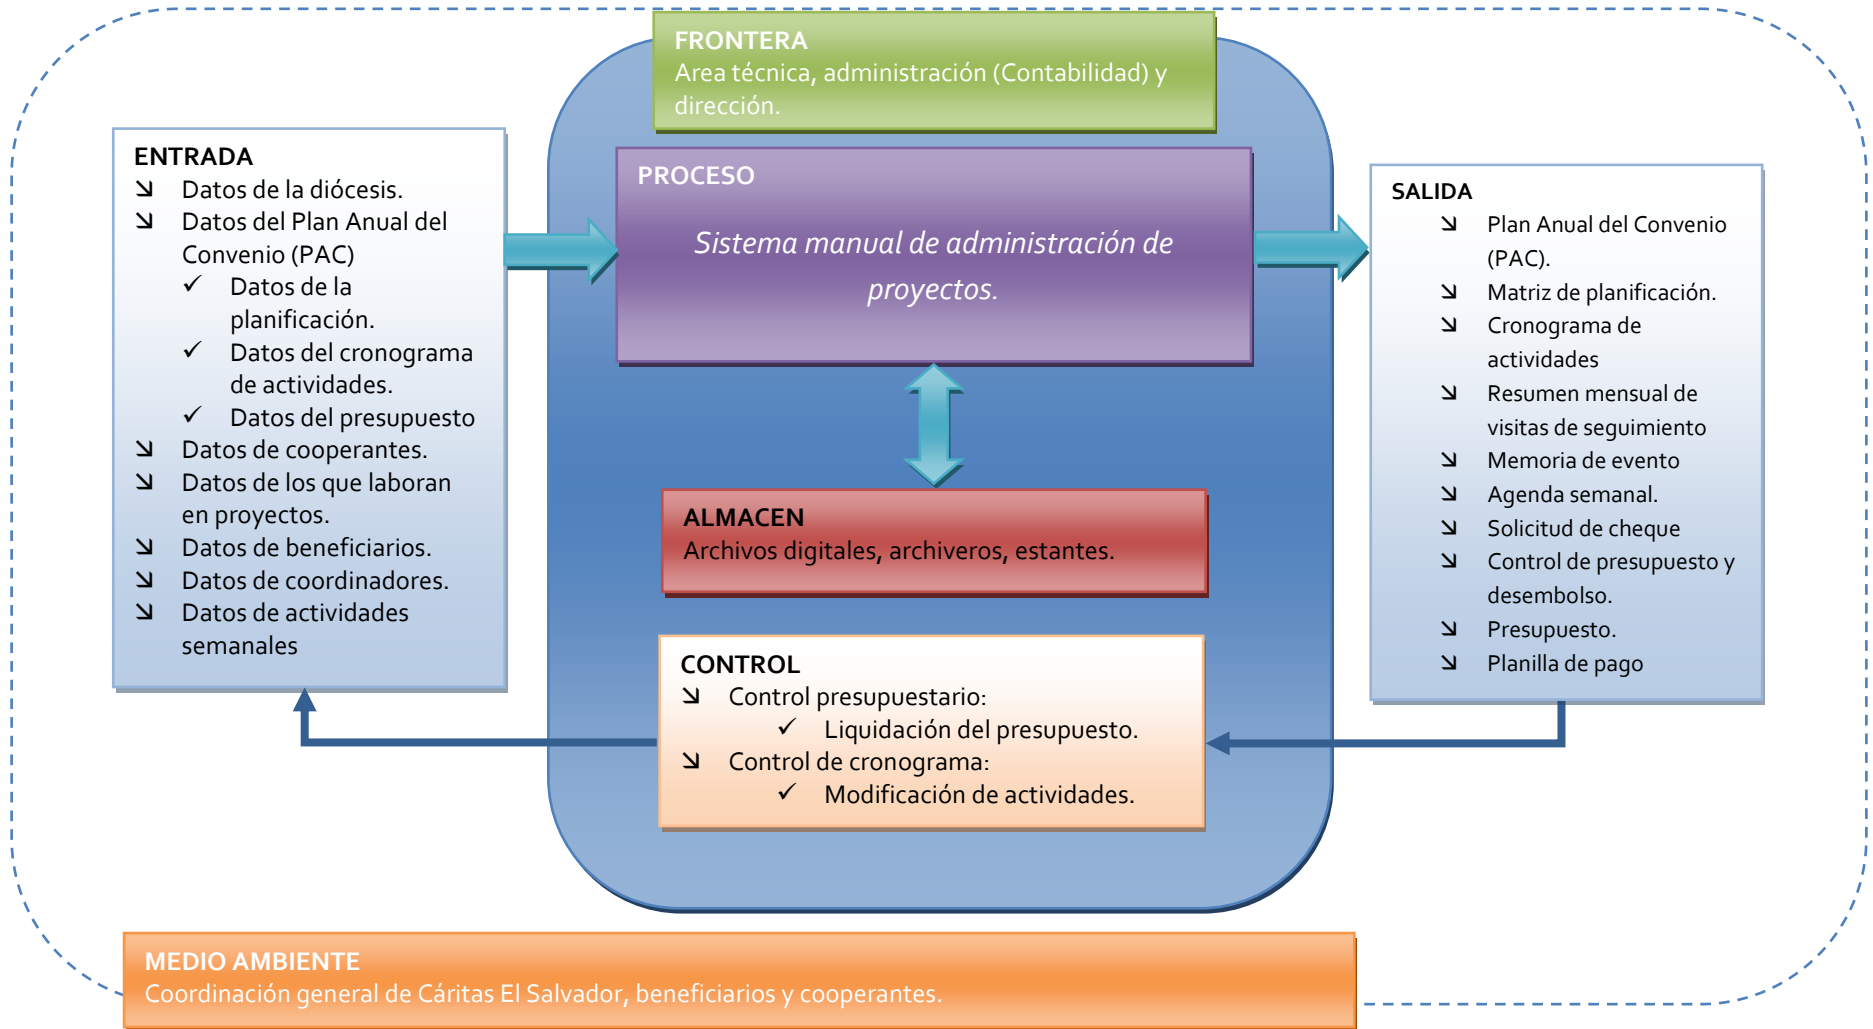 FRONTERA
Area técnica, administración (Contabilidad) y
dirección.
ENTRADA
Datos de la diócesis.
Datos del Plan Anual del
Convenio (PAC)
✓ Datos de la
planificación.
✓ Datos del cronograma
de actividades.
✓ Datos del presupuesto
Datos de cooperantes.
Datos de los que laboran
en proyectos.
Datos de beneficiarios.
Datos de coordinadores.
Datos de actividades
semanales
PROCESO
Sistema manual de administración de
proyectos.
ALMACEN
Archivos digitales, archiveros, estantes.
CONTROL
Control presupuestario:
✓ Liquidación del presupuesto.
Control de cronograma:
✓ Modificación de actividades.
SALIDA
Plan Anual del Convenio
(PAC).
Matriz de planificación.
Cronograma de
actividades
Resumen mensual de
visitas de seguimiento
Memoria de evento
Agenda semanal.
Solicitud de cheque
Control de presupuesto y
desembolso.
Presupuesto.
Planilla de pago
MEDIO AMBIENTE
Coordinación general de Cáritas El Salvador, beneficiarios y cooperantes.